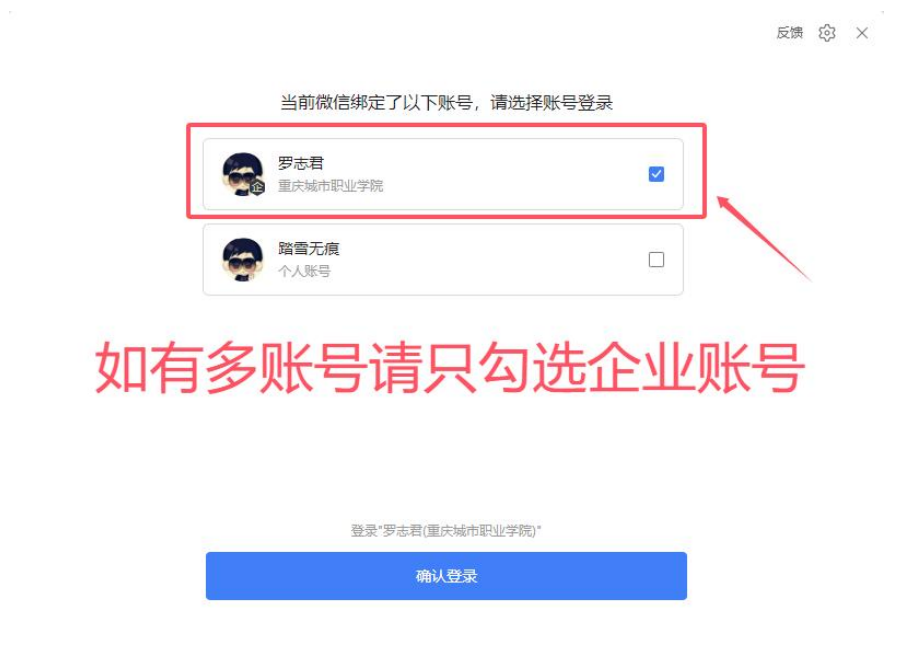 反馈
当前微信绑定了以下账号，请选择账号登录
罗志君
企
重庆城市职业学院
踏雪无痕
个人账号
如有多账号请只勾选企业账号
登录"罗志君(重庆城市职业学院)"
确认登录